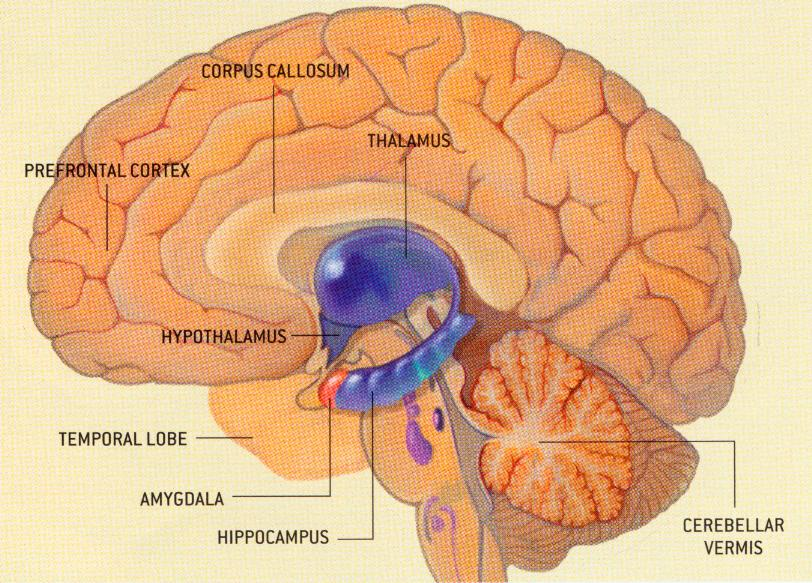 CORPUS CALLOSUM
THALAMUS
PREFRONTAL CORTEX
HYPOTHALAMUS
TEMPORAL LOBE
AMYGDALA
HIPPOCAMPUS
CEREBELLAR
VERMIS